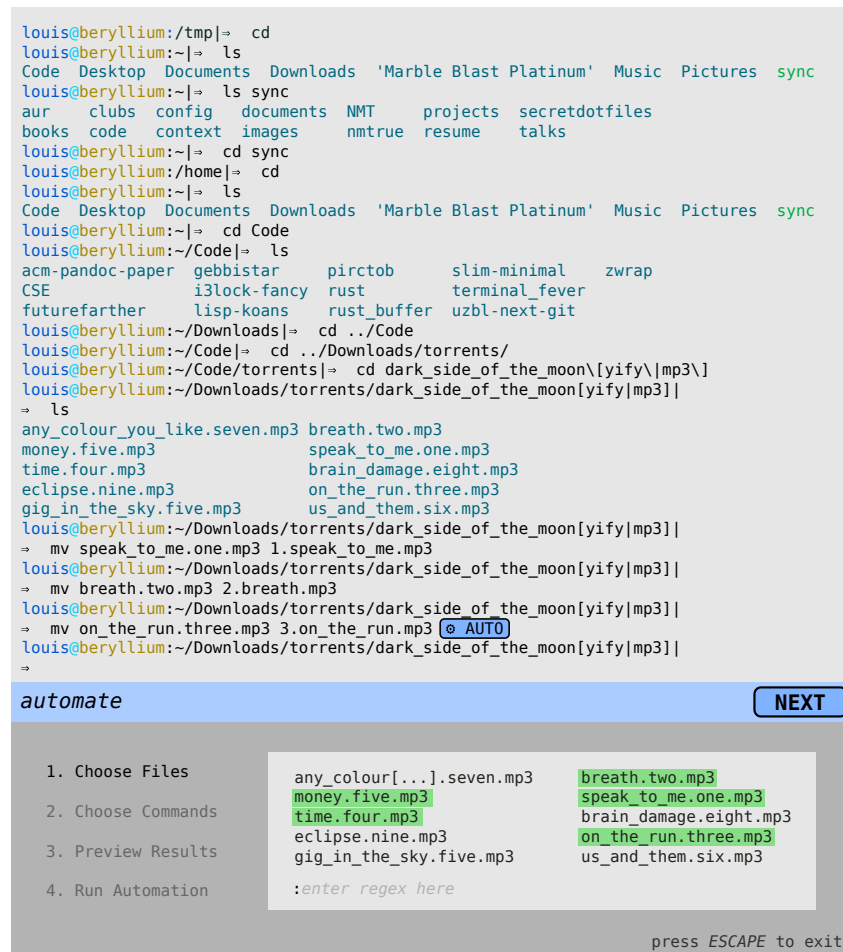 louis@beryllium:/tmp|⇒  cd
louis@beryllium:~|⇒  ls
Code  Desktop  Documents  Downloads  'Marble Blast Platinum'  Music  Pictures  sync
louis@beryllium:~|⇒  ls sync
aur    clubs  config   documents  NMT     projects  secretdotfiles
books  code   context  images     nmtrue  resume    talks
louis@beryllium:~|⇒  cd sync
louis@beryllium:/home|⇒  cd
louis@beryllium:~|⇒  ls
Code  Desktop  Documents  Downloads  'Marble Blast Platinum'  Music  Pictures  sync
louis@beryllium:~|⇒  cd Code
louis@beryllium:~/Code|⇒  ls
acm-pandoc-paper  gebbistar     pirctob      slim-minimal    zwrap
CSE               i3lock-fancy  rust         terminal_fever
futurefarther     lisp-koans    rust_buffer  uzbl-next-git
louis@beryllium:~/Downloads|⇒  cd ../Code
louis@beryllium:~/Code|⇒  cd ../Downloads/torrents/
louis@beryllium:~/Code/torrents|⇒  cd dark_side_of_the_moon\[yify\|mp3\]
louis@beryllium:~/Downloads/torrents/dark_side_of_the_moon[yify|mp3]|
⇒  ls
any_colour_you_like.seven.mp3 breath.two.mp3
money.five.mp3                speak_to_me.one.mp3
time.four.mp3                 brain_damage.eight.mp3
eclipse.nine.mp3              on_the_run.three.mp3
gig_in_the_sky.five.mp3       us_and_them.six.mp3
louis@beryllium:~/Downloads/torrents/dark_side_of_the_moon[yify|mp3]|
⇒  mv speak_to_me.one.mp3 1.speak_to_me.mp3
louis@beryllium:~/Downloads/torrents/dark_side_of_the_moon[yify|mp3]|
⇒  mv breath.two.mp3 2.breath.mp3
louis@beryllium:~/Downloads/torrents/dark_side_of_the_moon[yify|mp3]|
⇒  mv on_the_run.three.mp3 3.on_the_run.mp3 ⚙ AUTO
louis@beryllium:~/Downloads/torrents/dark_side_of_the_moon[yify|mp3]|
⇒
automate NEXT
1. Choose Files
2. Choose Commands
3. Preview Results
4. Run Automation
any_colour[...].seven.mp3     breath.two.mp3
money.five.mp3                speak_to_me.one.mp3
time.four.mp3                 brain_damage.eight.mp3
eclipse.nine.mp3              on_the_run.three.mp3
gig_in_the_sky.five.mp3       us_and_them.six.mp3
:enter regex here
press ESCAPE to exit